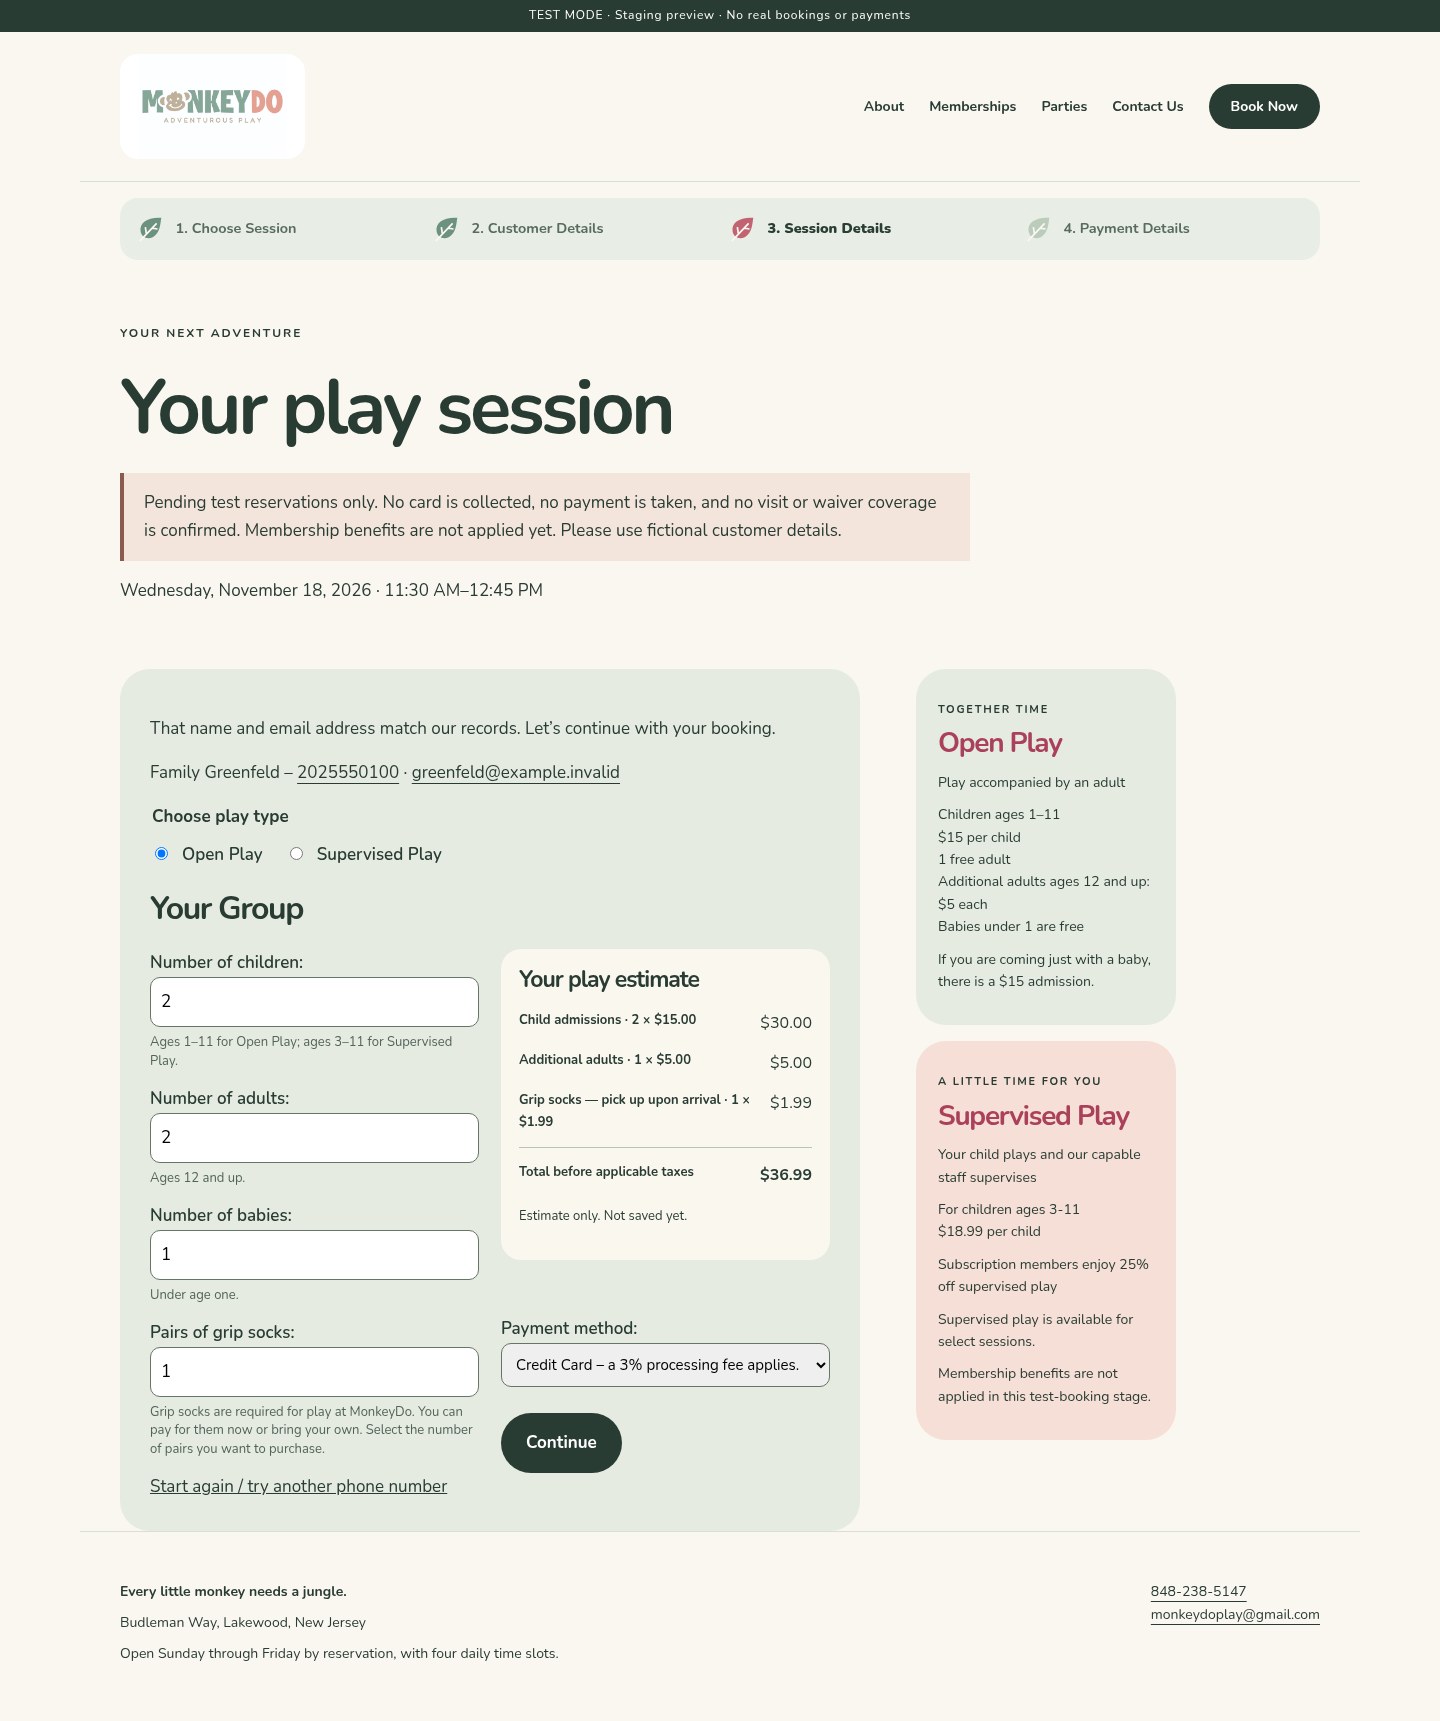 TEST MODE · Staging preview · No real bookings or payments
MONKEYDO
ADVENTUROUS PLAY
About
Memberships
Parties
Contact Us
Book Now
1. Choose Session
2. Customer Details
3. Session Details
4. Payment Details
YOUR NEXT ADVENTURE
Your play session
Pending test reservations only. No card is collected, no payment is taken, and no visit or waiver coverage
is confirmed. Membership benefits are not applied yet. Please use fictional customer details.
Wednesday, November 18, 2026 · 11:30 AM–12:45 PM
That name and email address match our records. Let’s continue with your booking.
Family Greenfeld – 2025550100 · greenfeld@example.invalid
Choose play type
Open Play
Supervised Play
Your Group
Number of children:
2
Ages 1–11 for Open Play; ages 3–11 for Supervised
Play.
Number of adults:
2
Ages 12 and up.
Number of babies:
1
Under age one.
Pairs of grip socks:
1
Grip socks are required for play at MonkeyDo. You can
pay for them now or bring your own. Select the number
of pairs you want to purchase.
Start again / try another phone number
Your play estimate
Child admissions · 2 × $15.00 $30.00
Additional adults · 1 × $5.00 $5.00
Grip socks — pick up upon arrival · 1 × $1.99
$1.99
Total before applicable taxes $36.99
Estimate only. Not saved yet.
Payment method:
Credit Card – a 3% processing fee applies.
Continue
TOGETHER TIME
Open Play
Play accompanied by an adult
Children ages 1–11
$15 per child
1 free adult
Additional adults ages 12 and up:
$5 each
Babies under 1 are free
If you are coming just with a baby,
there is a $15 admission.
A LITTLE TIME FOR YOU
Supervised Play
Your child plays and our capable
staff supervises
For children ages 3-11
$18.99 per child
Subscription members enjoy 25%
off supervised play
Supervised play is available for
select sessions.
Membership benefits are not
applied in this test-booking stage.
Every little monkey needs a jungle.
Budleman Way, Lakewood, New Jersey
Open Sunday through Friday by reservation, with four daily time slots.
848-238-5147
monkeydoplay@gmail.com